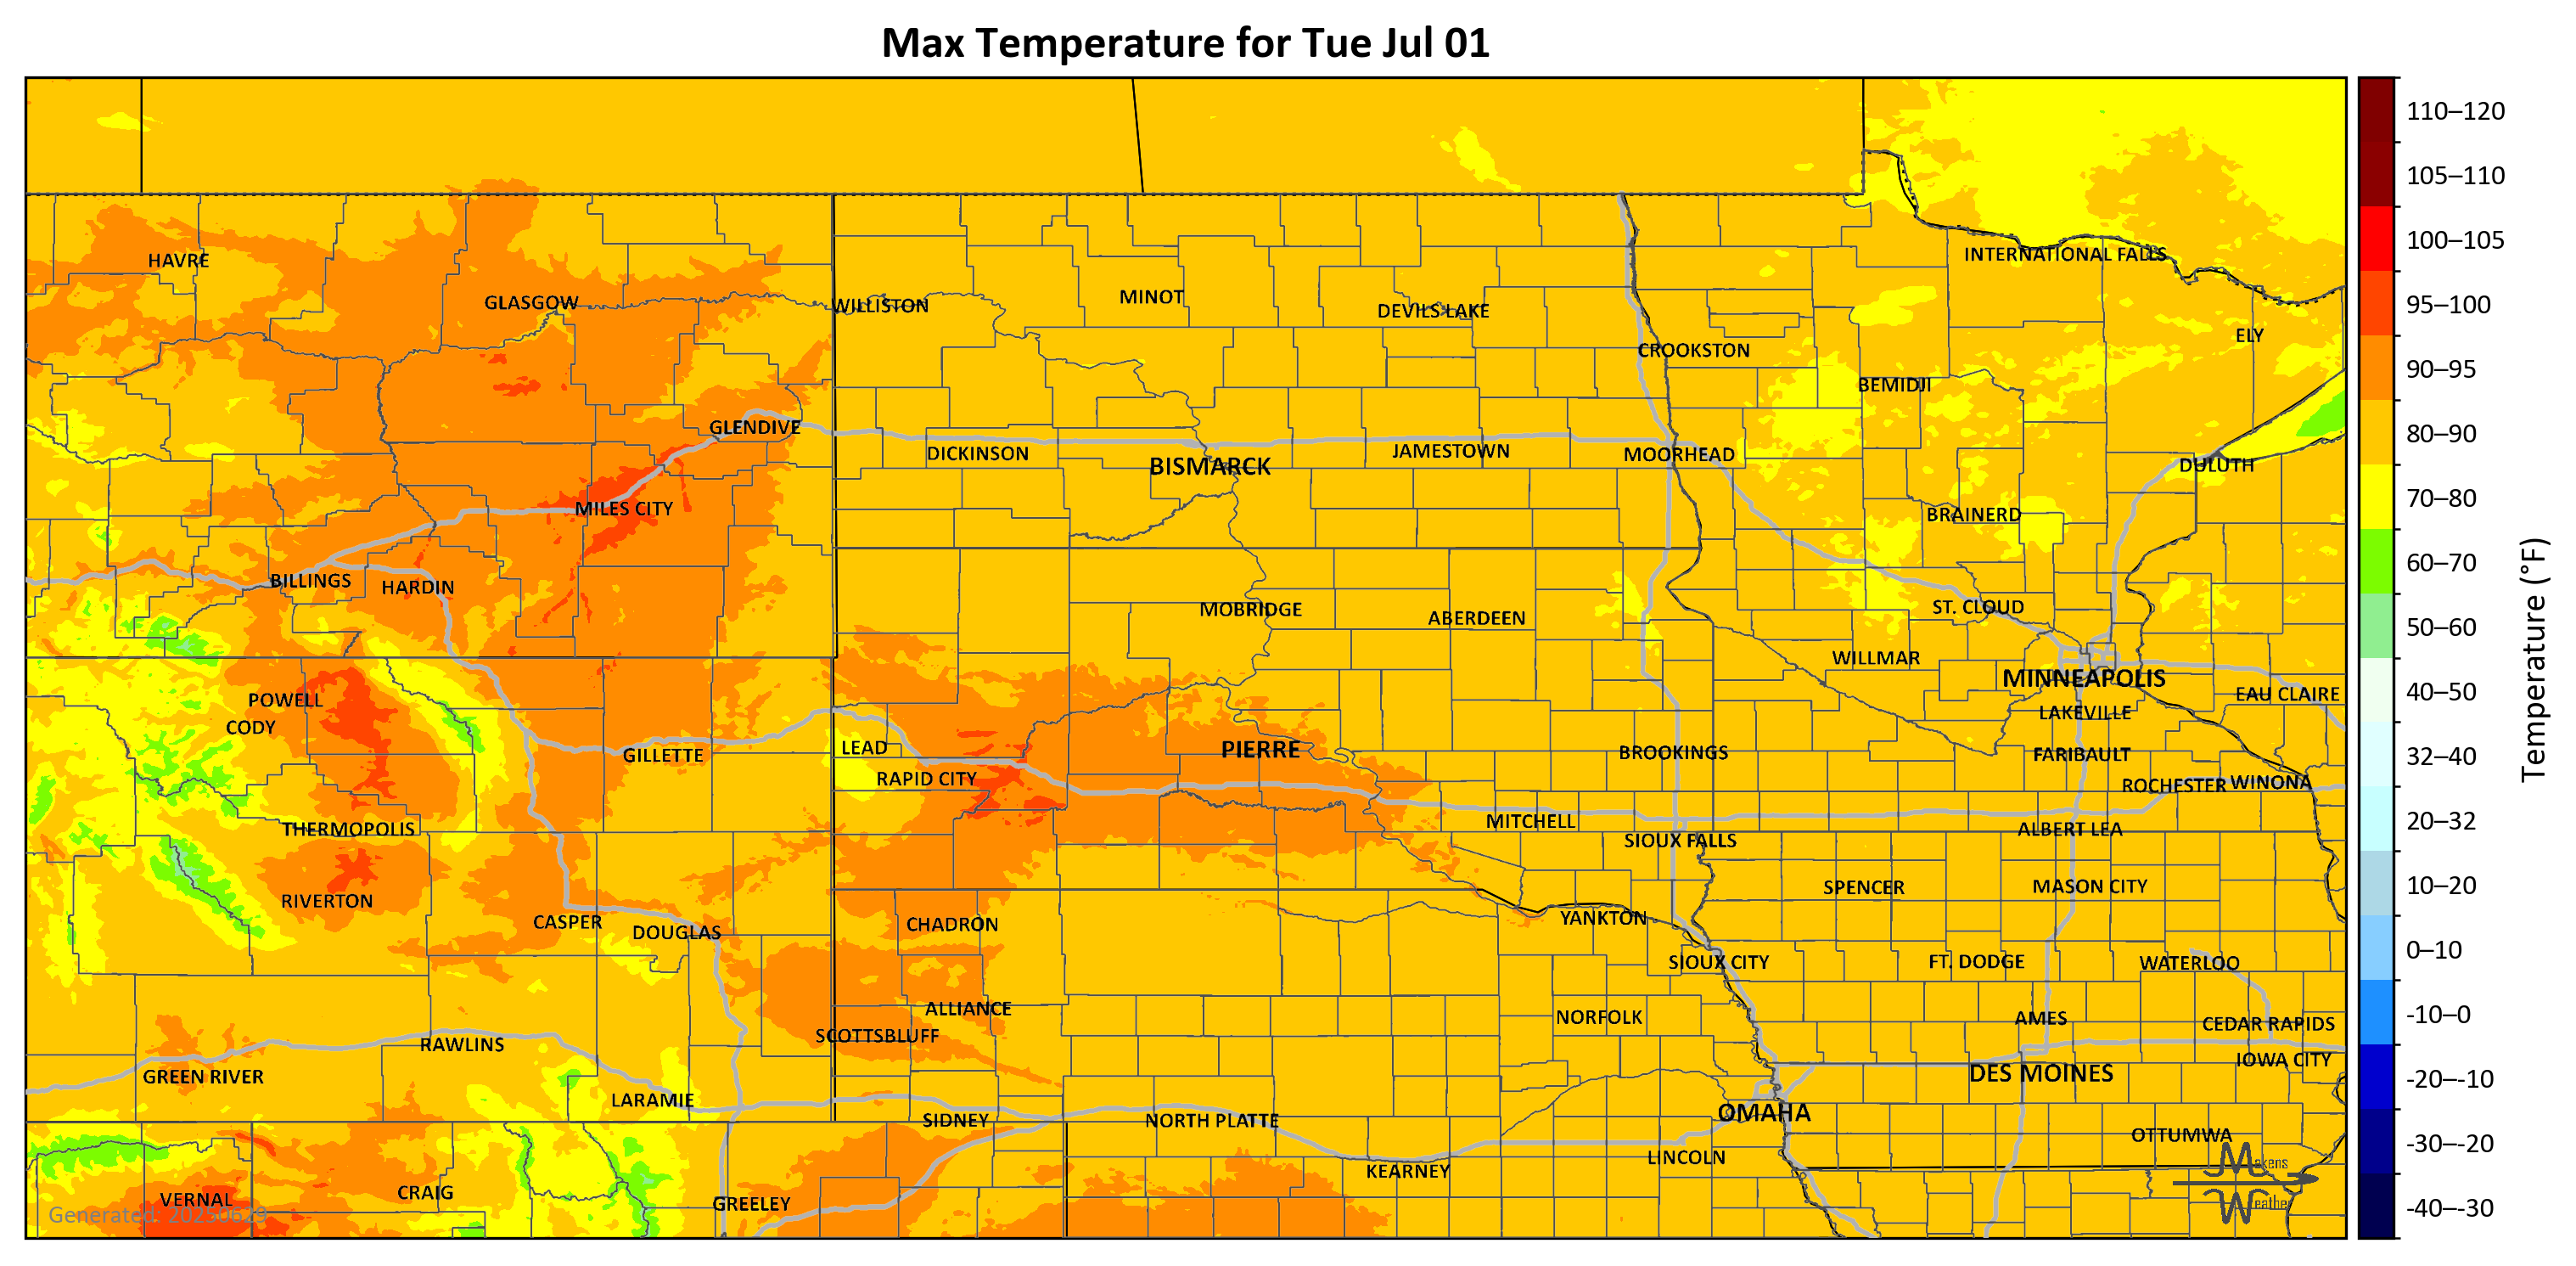 Max Temperature for Tue Jul 01
HAVRE
GLASGOW
WILLISTON
MINOT
DEVILS LAKE
CROOKSTON
INTERNATIONAL FALLS
ELY
BEMIDJI
GLENDIVE
DICKINSON
BISMARCK
JAMESTOWN
MOORHEAD
DULUTH
MILES CITY
BRAINERD
BILLINGS
HARDIN
MOBRIDGE
ABERDEEN
ST. CLOUD
WILLMAR
MINNEAPOLIS
EAU CLAIRE
POWELL
CODY
LAKEVILLE
GILLETTE
LEAD
RAPID CITY
PIERRE
BROOKINGS
FARIBAULT
ROCHESTER
WINONA
THERMOPOLIS
MITCHELL
SIOUX FALLS
ALBERT LEA
RIVERTON
CASPER
DOUGLAS
CHADRON
YANKTON
SPENCER
MASON CITY
SIOUX CITY
FT. DODGE
WATERLOO
ALLIANCE
SCOTTSBLUFF
NORFOLK
AMES
CEDAR RAPIDS
IOWA CITY
RAWLINS
GREEN RIVER
LARAMIE
SIDNEY
NORTH PLATTE
OMAHA
DES MOINES
OTTUMWA
KEARNEY
LINCOLN
VERNAL
CRAIG
GREELEY
Generated: 20250629
Makens
Weather
110–120
105–110
100–105
95–100
90–95
80–90
70–80
60–70
50–60
40–50
32–40
20–32
10–20
0–10
-10–0
-20–-10
-30–-20
-40–-30
Temperature (°F)